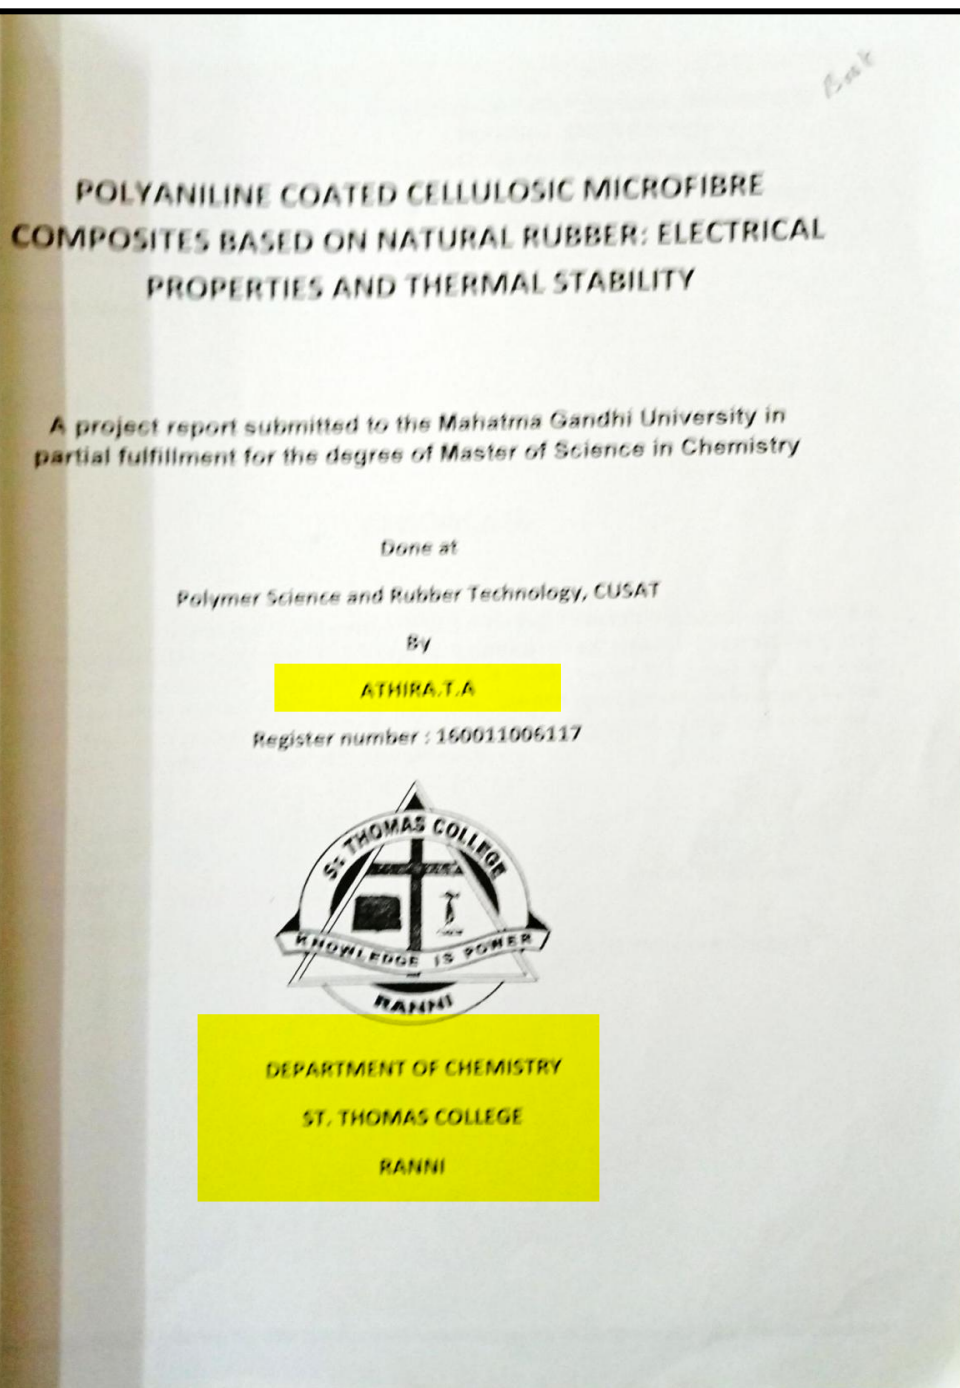 POLYANILINE COATED CELLULOSIC MICROFIBRE
COMPOSITES BASED ON NATURAL RUBBER: ELECTRICAL
PROPERTIES AND THERMAL STABILITY
A project report submitted to the Mahatma Gandhi University in
partial fulfillment for the degree of Master of Science in Chemistry
Done at
Polymer Science and Rubber Technology, CUSAT
By
ATHIRA.T.A
Register number : 160011006117
St. THOMAS COLLEGE
KNOWLEDGE IS POWER
RANNI
DEPARTMENT OF CHEMISTRY
ST. THOMAS COLLEGE
RANNI